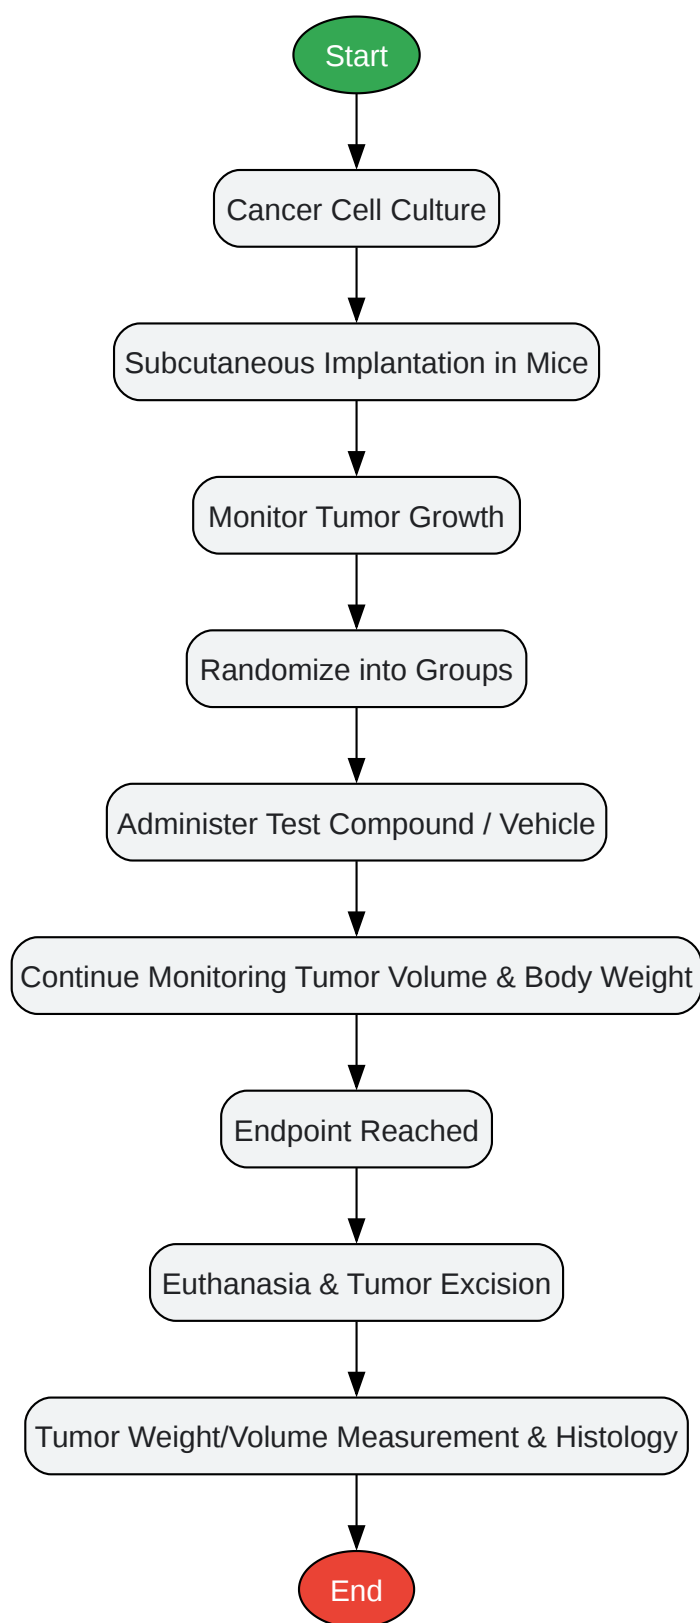 Start
Cancer Cell Culture
Subcutaneous Implantation in Mice
Monitor Tumor Growth
Randomize into Groups
Administer Test Compound / Vehicle
Continue Monitoring Tumor Volume & Body Weight
Endpoint Reached
Euthanasia & Tumor Excision
Tumor Weight/Volume Measurement & Histology
End